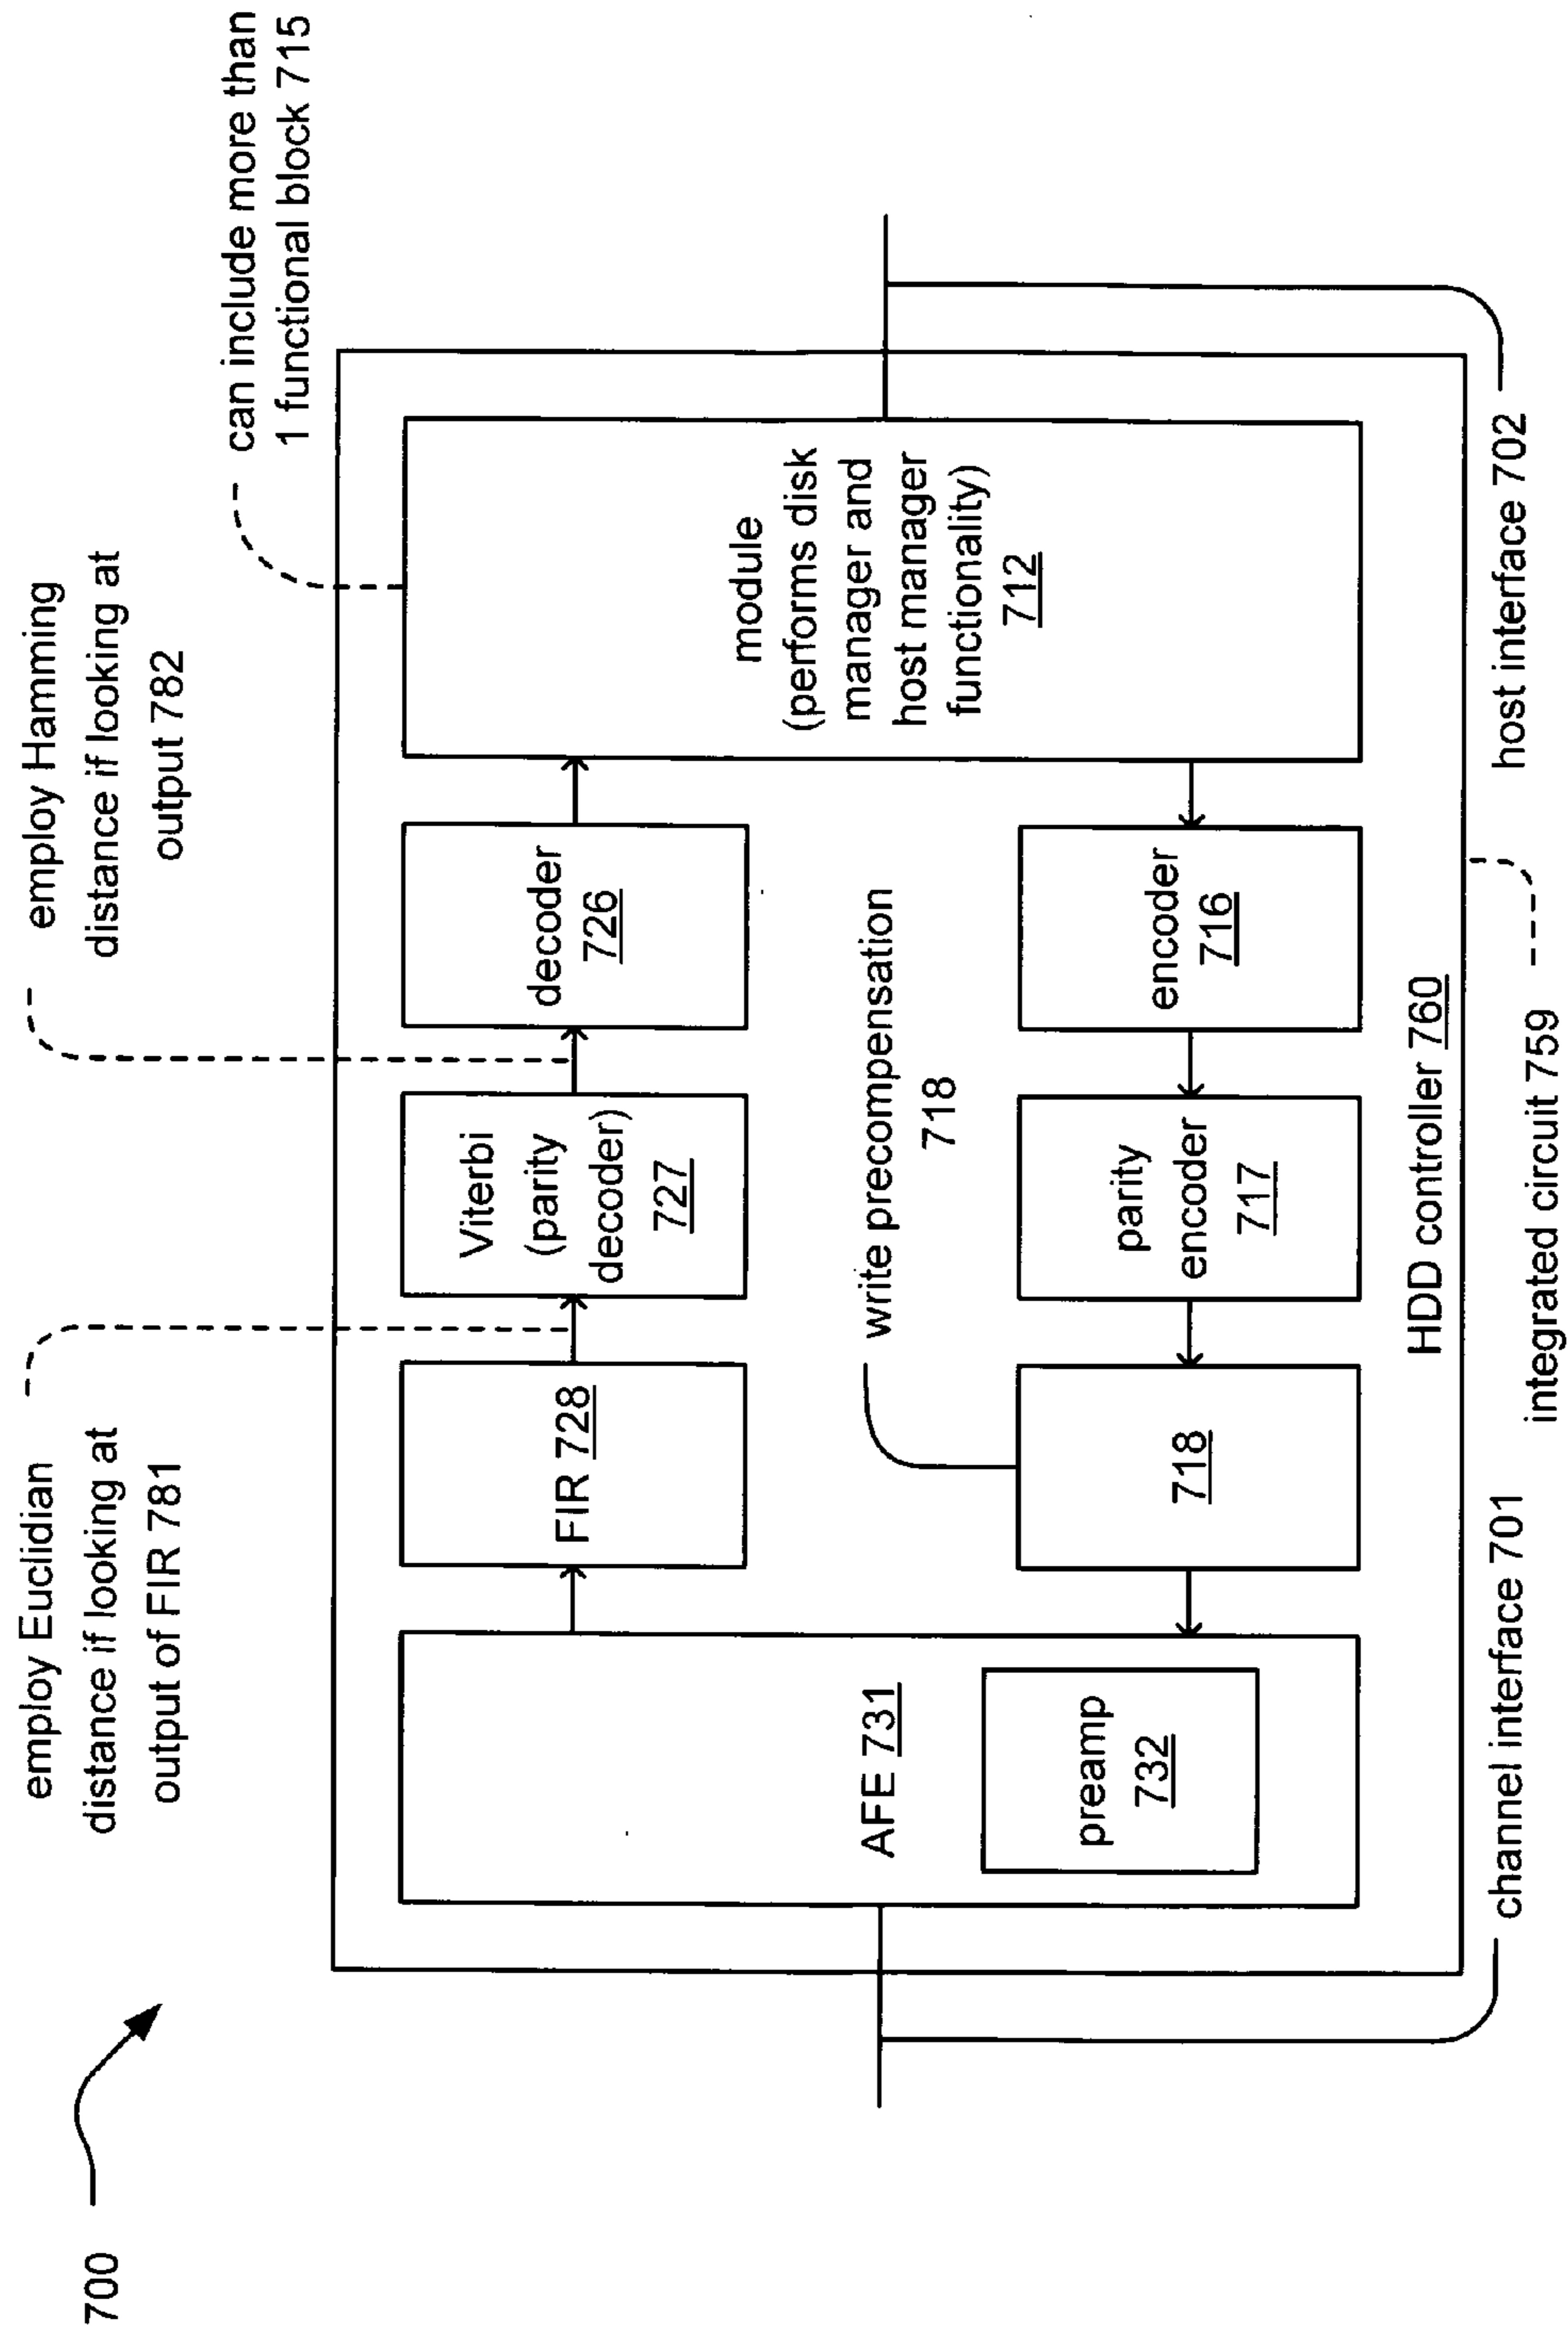 700
employ Euclidian
distance if looking at
output of FIR 781
employ Hamming
distance if looking at
output 782
can include more than
1 functional block 715
AFE 731
preamp
732
FIR 728
Viterbi
(parity
decoder)
727
decoder
726
module
(performs disk
manager and
host manager
functionality)
712
write precompensation
718
718
parity
encoder
717
encoder
716
HDD controller 760
channel interface 701
integrated circuit 759
host interface 702